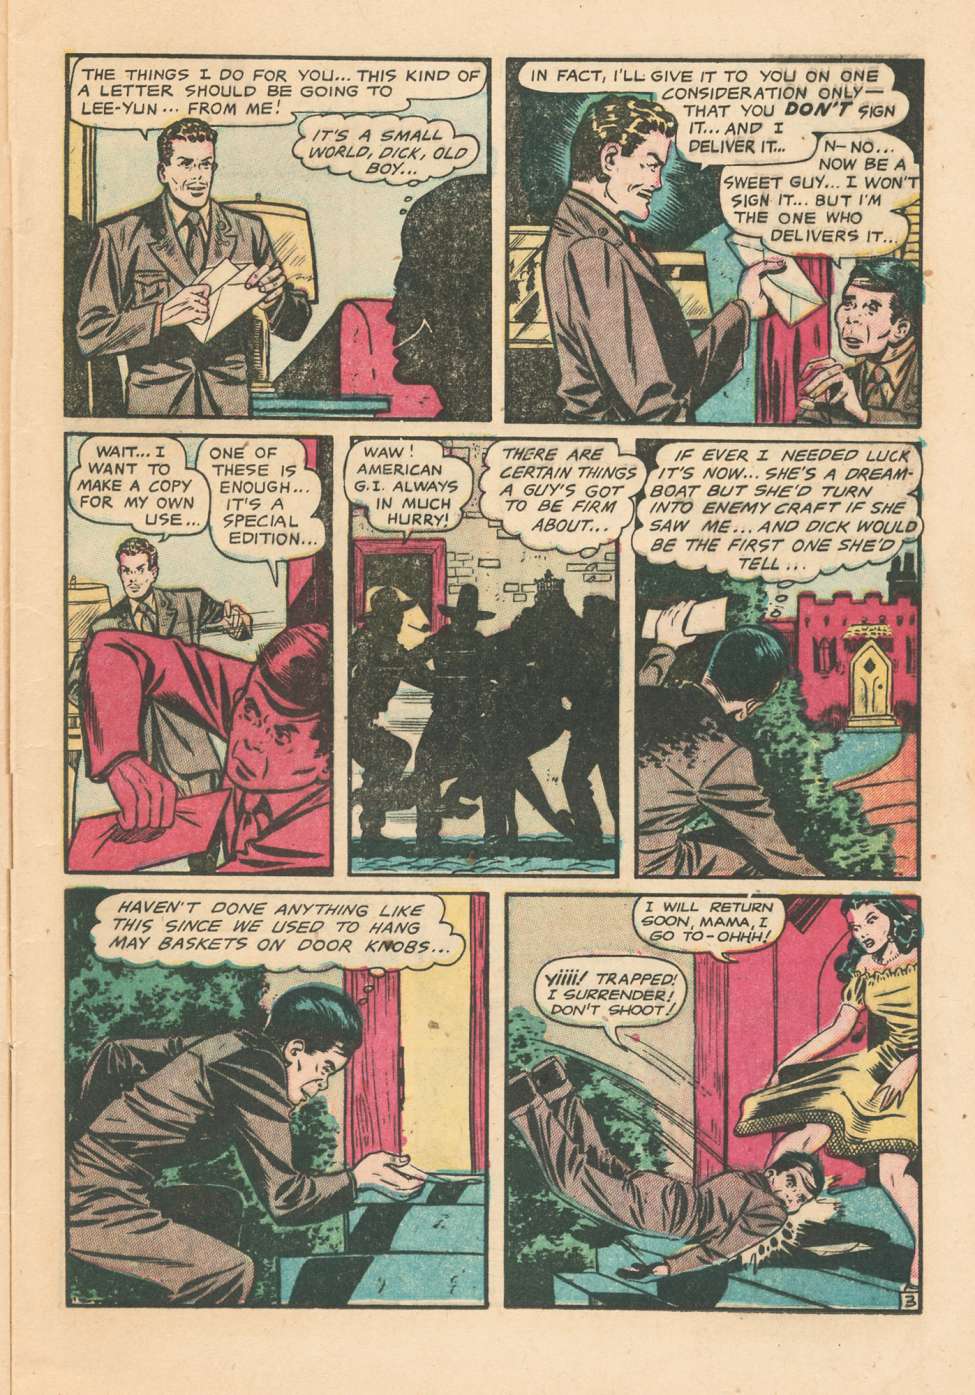 THE THINGS I DO FOR YOU... THIS KIND OF
A LETTER SHOULD BE GOING TO
LEE-YUN... FROM ME!
IT'S A SMALL
WORLD, DICK, OLD
BOY...
IN FACT, I'LL GIVE IT TO YOU ON ONE
CONSIDERATION ONLY—
THAT YOU DON'T SIGN
IT... AND I
DELIVER IT...
N-NO...
NOW BE A
SWEET GUY... I WON'T
SIGN IT... BUT I'M
THE ONE WHO
DELIVERS IT...
WAIT... I
WANT TO
MAKE A COPY
FOR MY OWN
USE...
ONE OF
THESE IS
ENOUGH...
IT'S A
SPECIAL
EDITION...
WAW!
AMERICAN
G.I. ALWAYS
IN MUCH
HURRY!
THERE ARE
CERTAIN THINGS
A GUY'S GOT
TO BE FIRM
ABOUT...
IF EVER I NEEDED LUCK
IT'S NOW... SHE'S A DREAM-
BOAT BUT SHE'D TURN
INTO ENEMY CRAFT IF SHE
SAW ME... AND DICK WOULD
BE THE FIRST ONE SHE'D
TELL...
HAVEN'T DONE ANYTHING LIKE
THIS SINCE WE USED TO HANG
MAY BASKETS ON DOOR KNOBS...
I WILL RETURN
SOON, MAMA, I
GO TO-OHHH!
YIIII! TRAPPED!
I SURRENDER!
DON'T SHOOT!
3